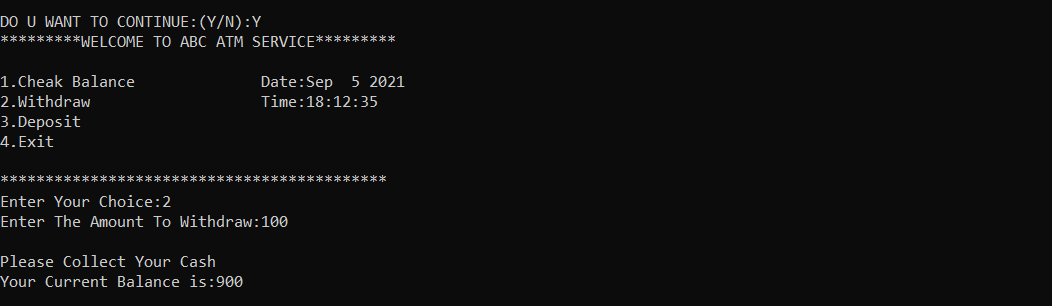 DO U WANT TO CONTINUE:(Y/N):Y
*********WELCOME TO ABC ATM SERVICE*********
1.Cheak Balance              Date:Sep  5 2021
2.Withdraw                   Time:18:12:35
3.Deposit
4.Exit
*******************************************
Enter Your Choice:2
Enter The Amount To Withdraw:100
Please Collect Your Cash
Your Current Balance is:900